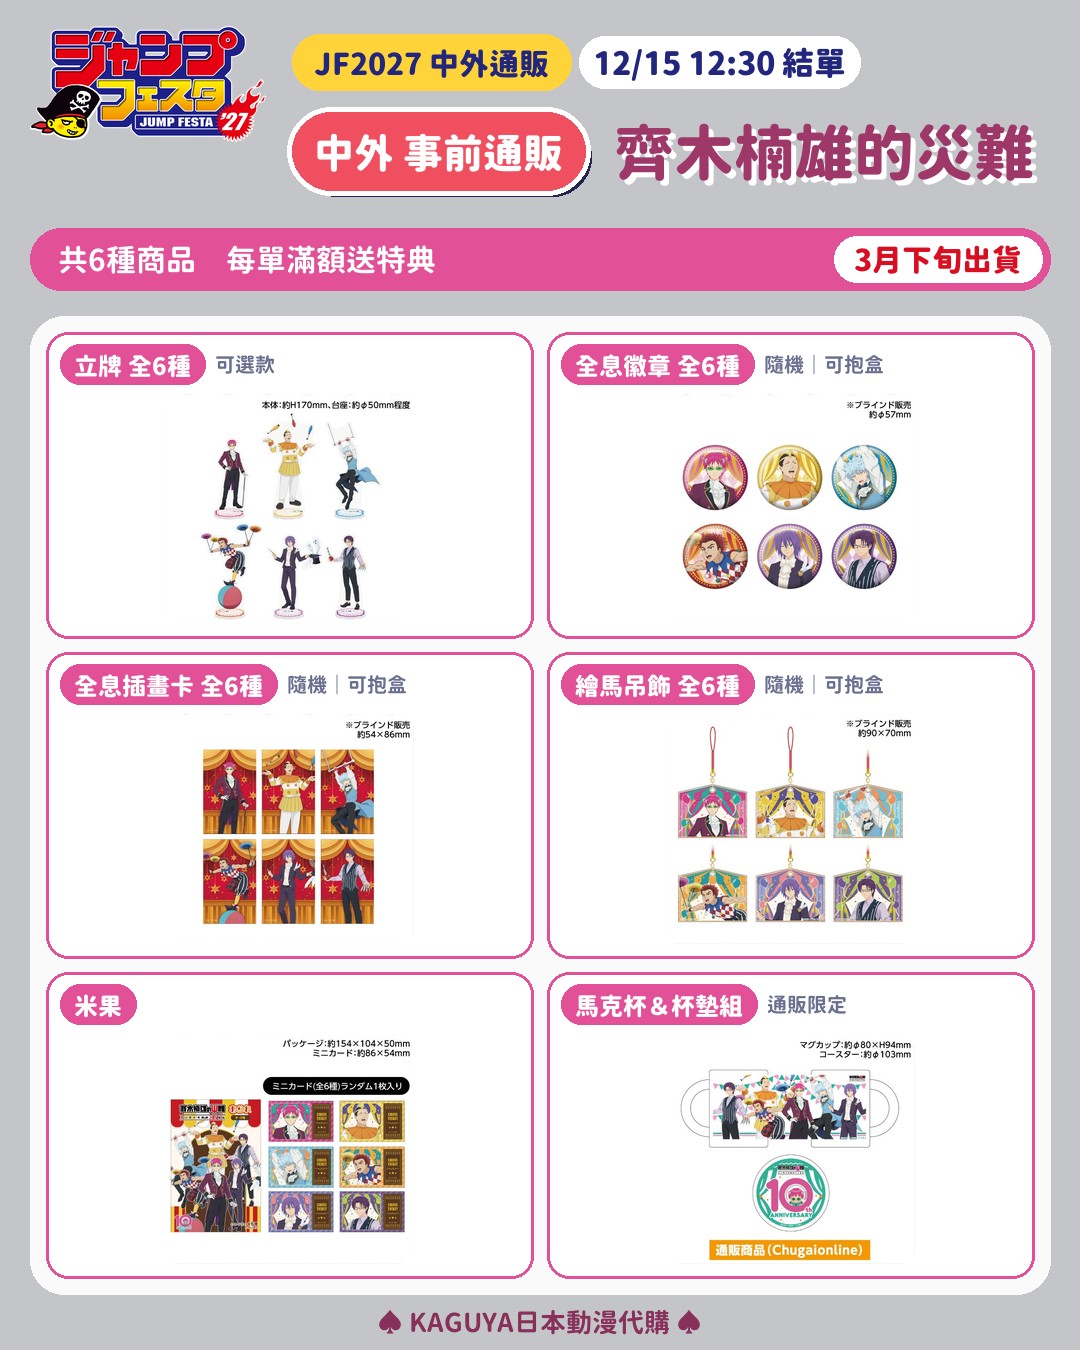 ジャンプ
フェスタ
JUMP FESTA '27
JF2027 中外通販
12/15 12:30 結單
中外 事前通販
齊木楠雄的災難
共6種商品 每單滿額送特典
3月下旬出貨
立牌 全6種 可選款
本体:約H170mm、台座:約φ50mm程度
全息徽章 全6種 隨機｜可抱盒
※ブラインド販売
約φ57mm
全息插畫卡 全6種 隨機｜可抱盒
※ブラインド販売
約54×86mm
繪馬吊飾 全6種 隨機｜可抱盒
※ブラインド販売
約90×70mm
米果
パッケージ:約154×104×50mm
ミニカード:約86×54mm
ミニカード(全6種)ランダム1枚入り
馬克杯＆杯墊組 通販限定
マグカップ:約φ80×H94mm
コースター:約φ103mm
10th
ANNIVERSARY
通販商品(Chugaionline)
♠ KAGUYA日本動漫代購 ♠